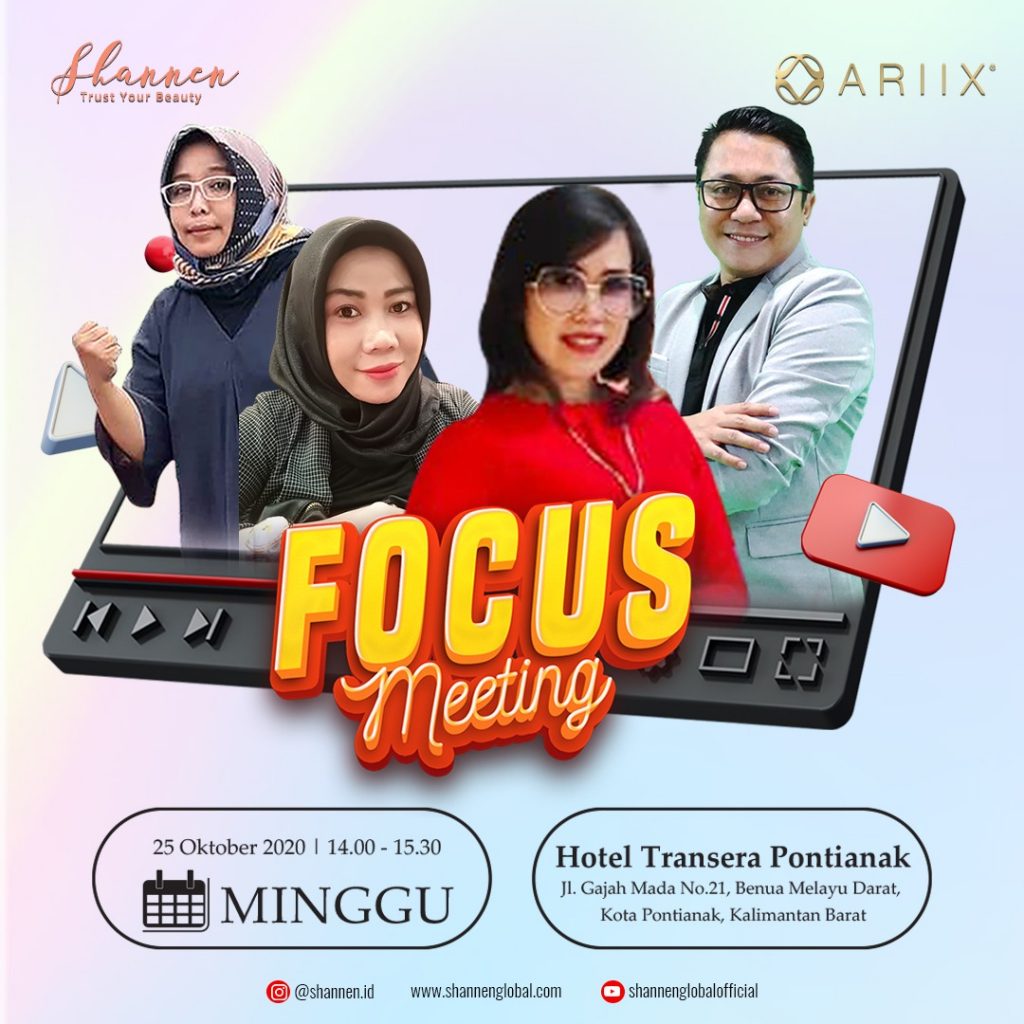 Shannen
Trust Your Beauty
ARIIX®
FOCUS
Meeting
25 Oktober 2020 | 14.00 - 15.30
MINGGU
Hotel Transera Pontianak
Jl. Gajah Mada No.21, Benua Melayu Darat,
Kota Pontianak, Kalimantan Barat
@shannen.id
www.shannenglobal.com
shannenglobalofficial